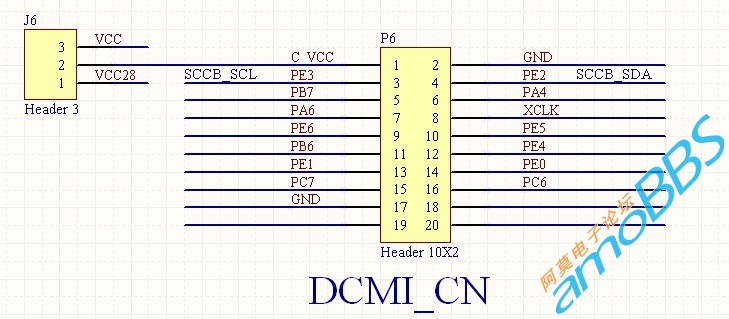 J6
3 VCC
2
1 VCC28
Header 3
P6
C_VCC 1 2 GND
SCCB_SCL PE3 3 4 PE2 SCCB_SDA
PB7 5 6 PA4
PA6 7 8 XCLK
PE6 9 10 PE5
PB6 11 12 PE4
PE1 13 14 PE0
PC7 15 16 PC6
GND 17 18
19 20
Header 10X2
DCMI_CN
阿莫电子论坛
amoBBS